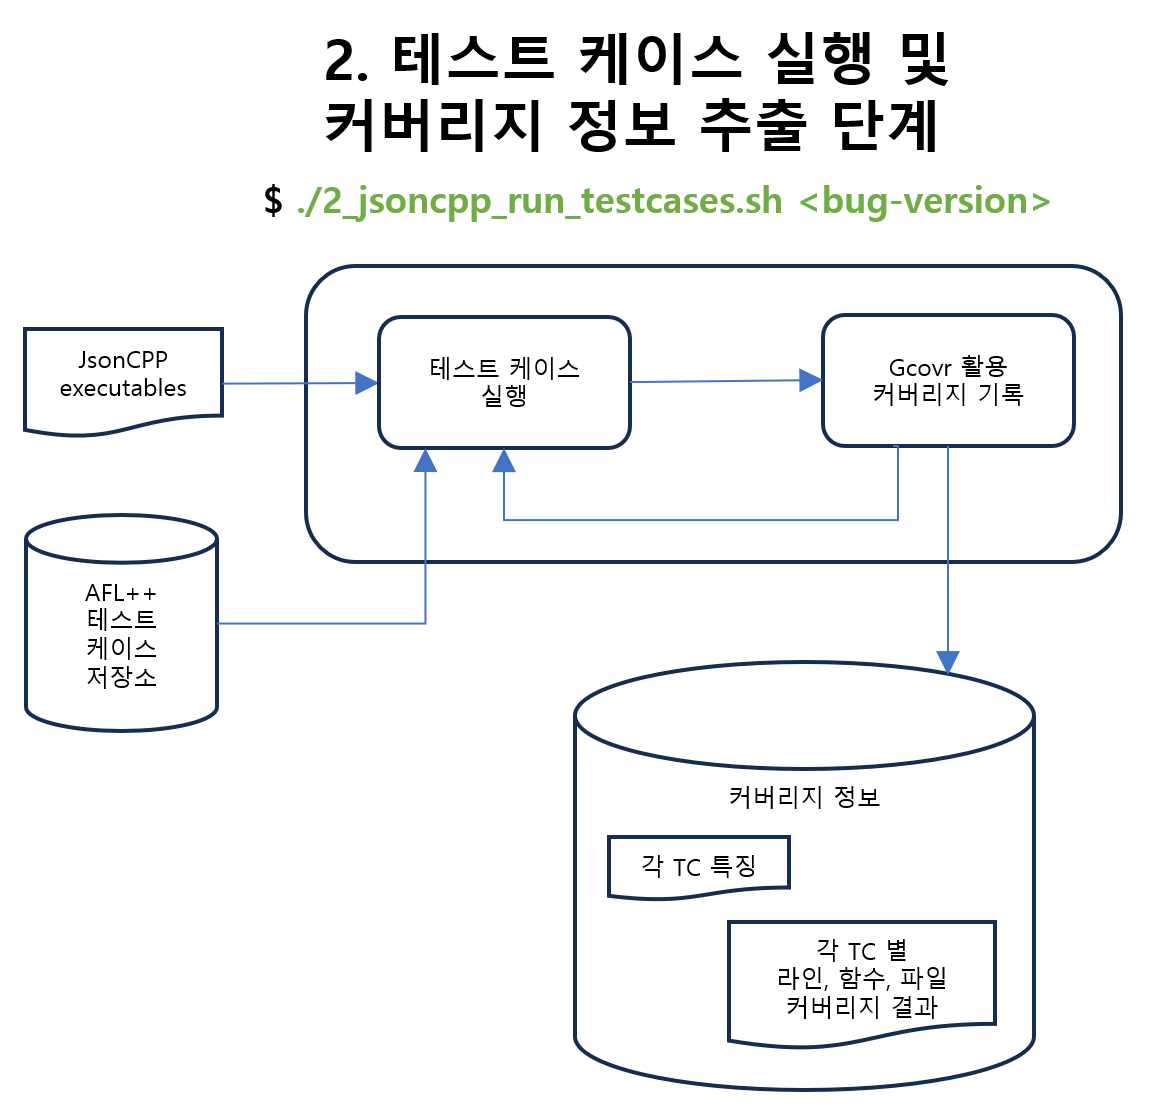 2. 테스트 케이스 실행 및
커버리지 정보 추출 단계
$ ./2_jsoncpp_run_testcases.sh <bug-version>
JsonCPP
executables
테스트 케이스
실행
Gcovr 활용
커버리지 기록
AFL++
테스트
케이스
저장소
커버리지 정보
각 TC 특징
각 TC 별
라인, 함수, 파일
커버리지 결과